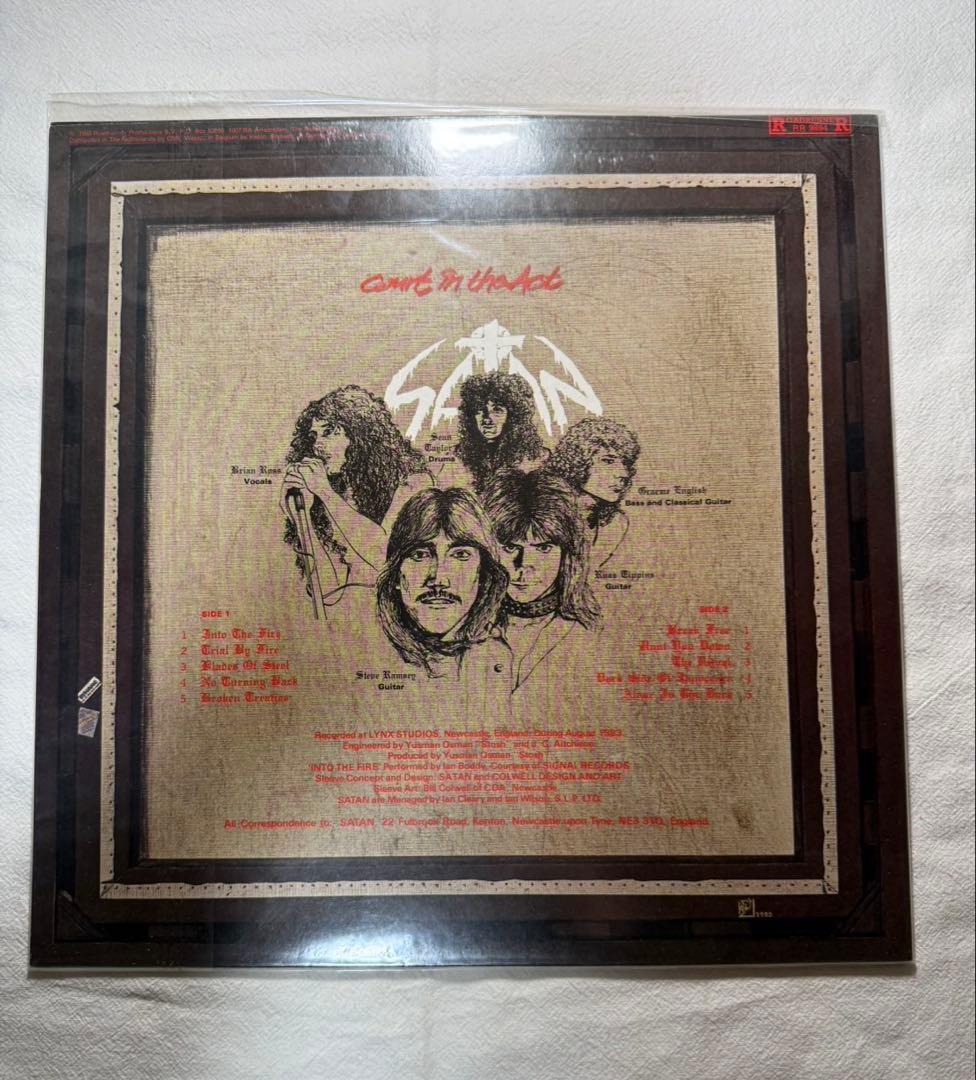 ROADRUNNER
RR 9894
Court in the Act
SATAN
Sean
Taylor
Drums
Brian Ross
Vocals
Graeme English
Bass and Classical Guitar
Russ Tippins
Guitar
Steve Ramsey
Guitar
SIDE 1
1 Into The Fire
2 Trial By Fire
3 Blades Of Steel
4 No Turning Back
5 Broken Treaties
SIDE 2
Break Free 1
Hunt You Down 2
The Ritual 3
Dark Side Of Innocence 4
Alone In The Dock 5
Recorded at LYNX STUDIOS, Newcastle, England. During August 1983
Engineered by Yusman Osman "Stosh" and J. C. Aitchison
Produced by Yusman Osman "Stosh"
'INTO THE FIRE' Performed by Ian Boddy, Courtesy of SIGNAL RECORDS
Sleeve Concept and Design: SATAN and COLWELL DESIGN AND ART
Sleeve Art: Bill Colwell of CDA, Newcastle
SATAN are Managed by Ian Cleary and Ian Wilson, S.L.P. LTD.
All Correspondence to: SATAN, 22 Fulbrook Road, Kenton, Newcastle upon Tyne, NE3 3TQ, England
1983